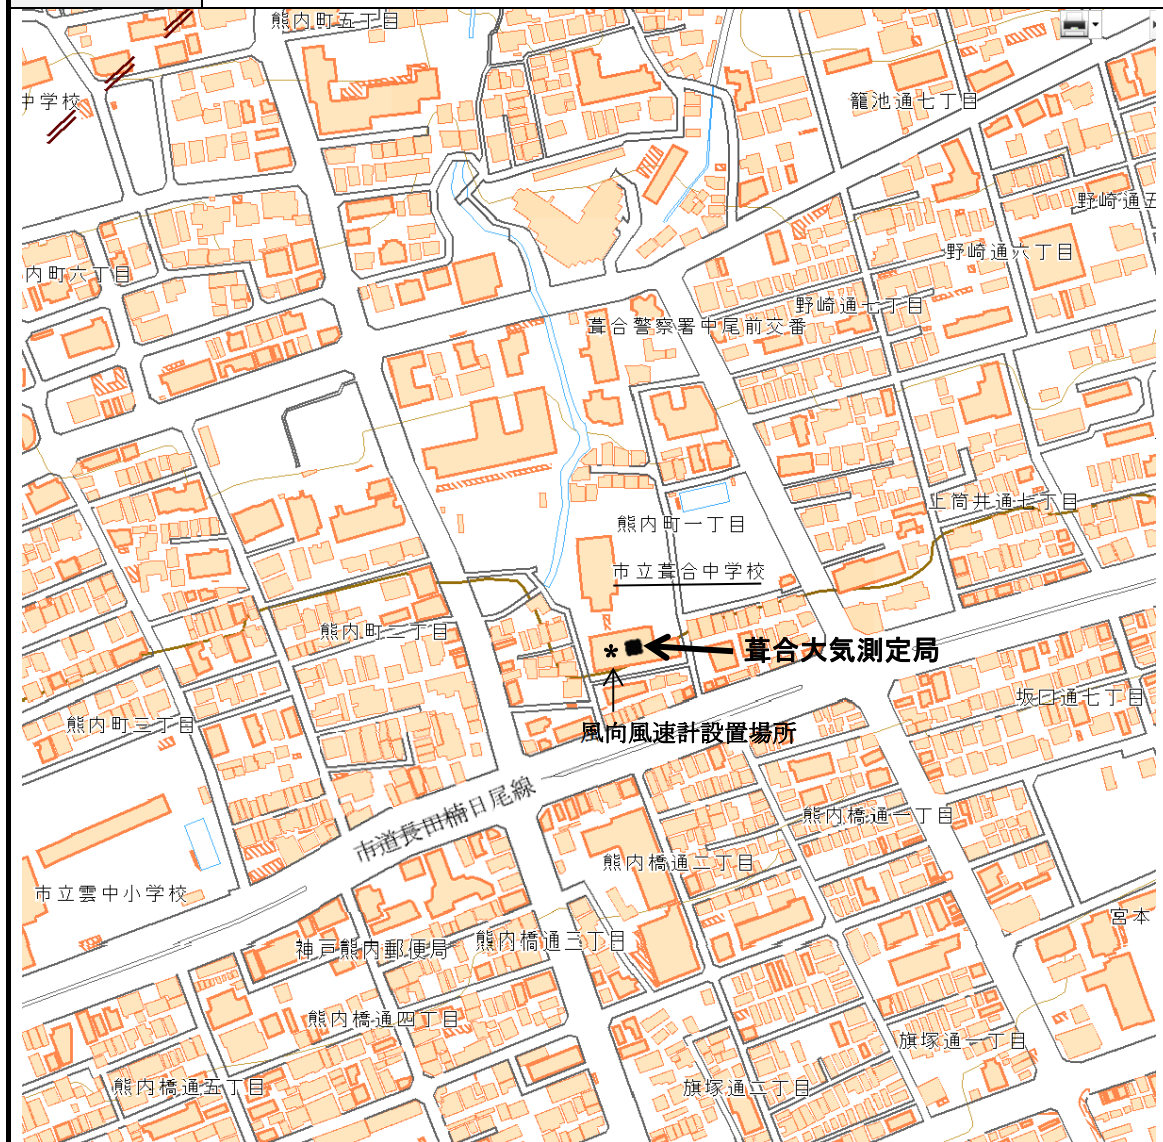 熊内町五丁目
中学校
籠池通七丁目
野崎通五
野崎通六丁目
内町六丁目
野崎通七丁目
葺合警察署中尾前交番
上筒井通七丁目
熊内町一丁目
市立葺合中学校
熊内町二丁目
葺合大気測定局
坂口通七丁目
熊内町三丁目
風向風速計設置場所
市道長田楠日尾線
熊内橋通一丁目
熊内橋通二丁目
市立雲中小学校
宮本
神戸熊内郵便局
熊内橋通三丁目
熊内橋通四丁目
旗塚通一丁目
熊内橋通五丁目
旗塚通二丁目